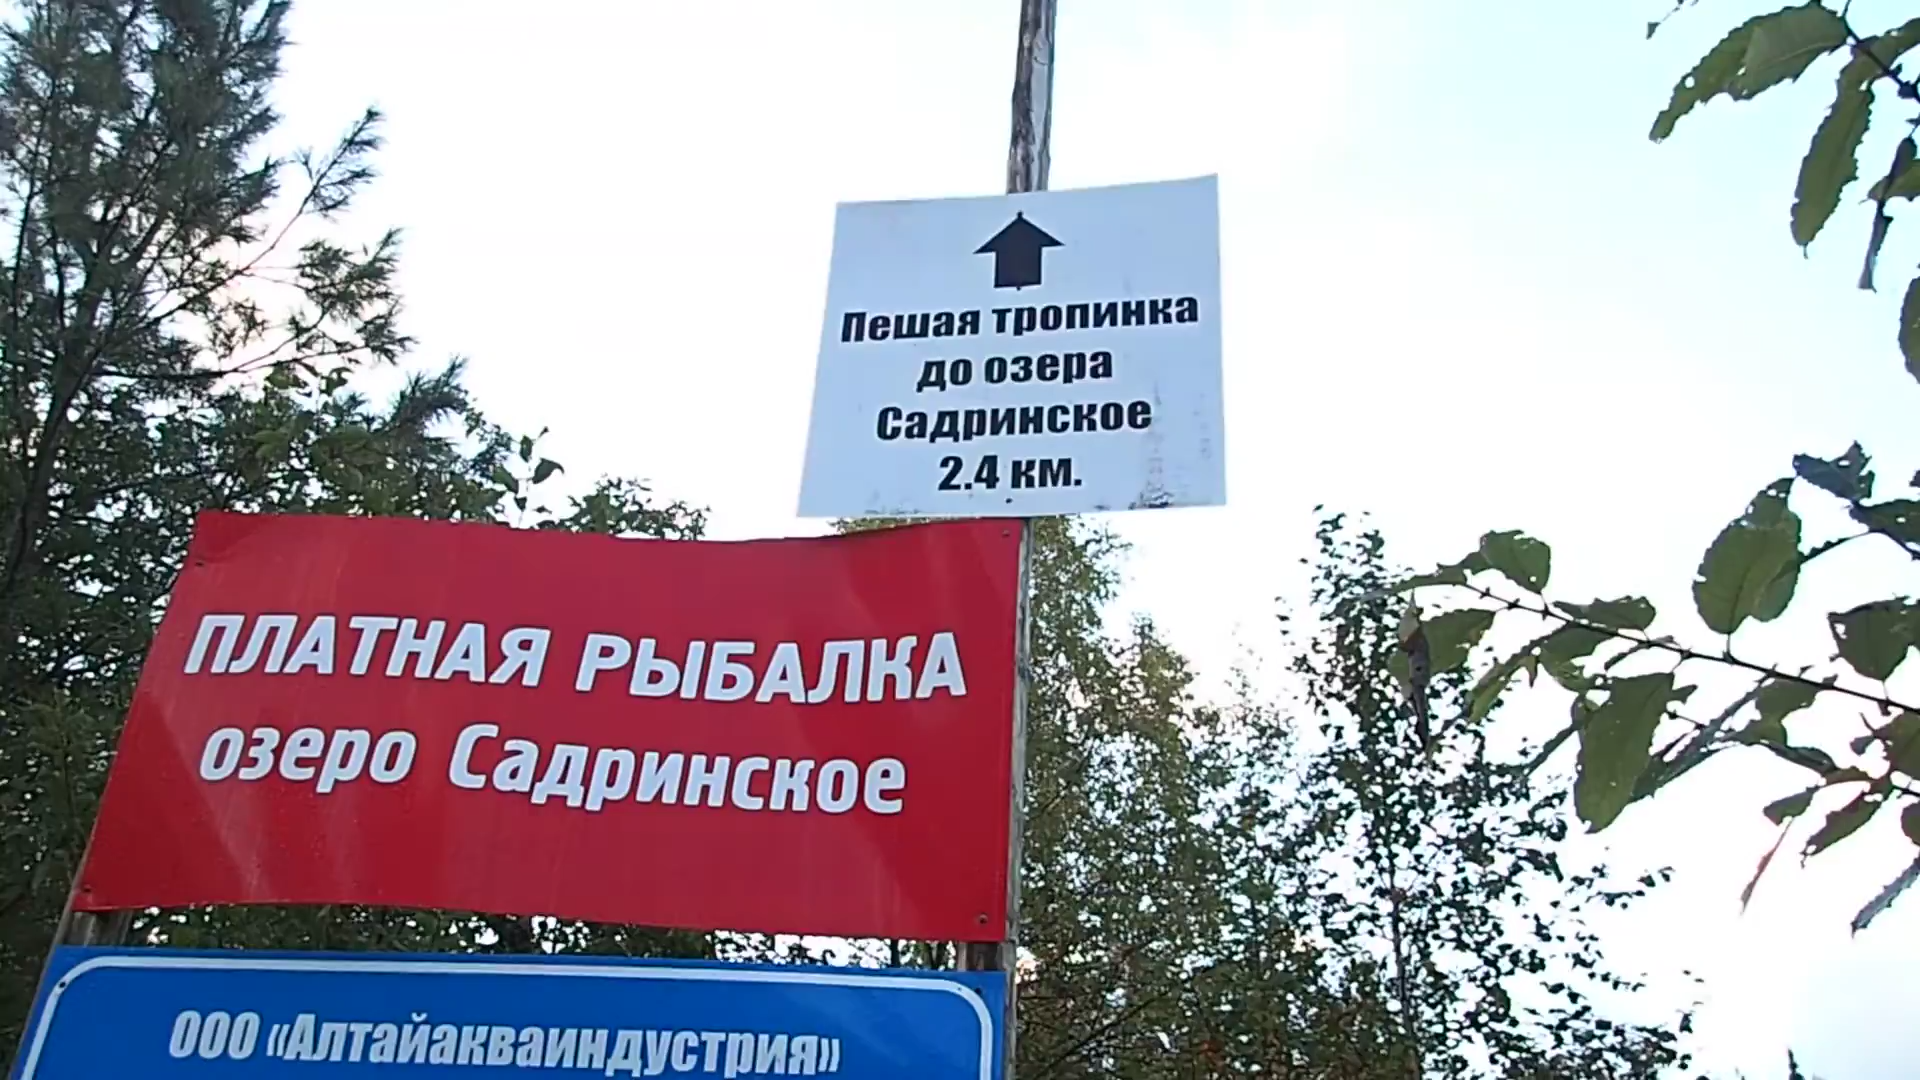 Пешая тропинка
до озера
Садринское
2.4 км.
ПЛАТНАЯ РЫБАЛКА
озеро Садринское
ООО «Алтайакваиндустрия»